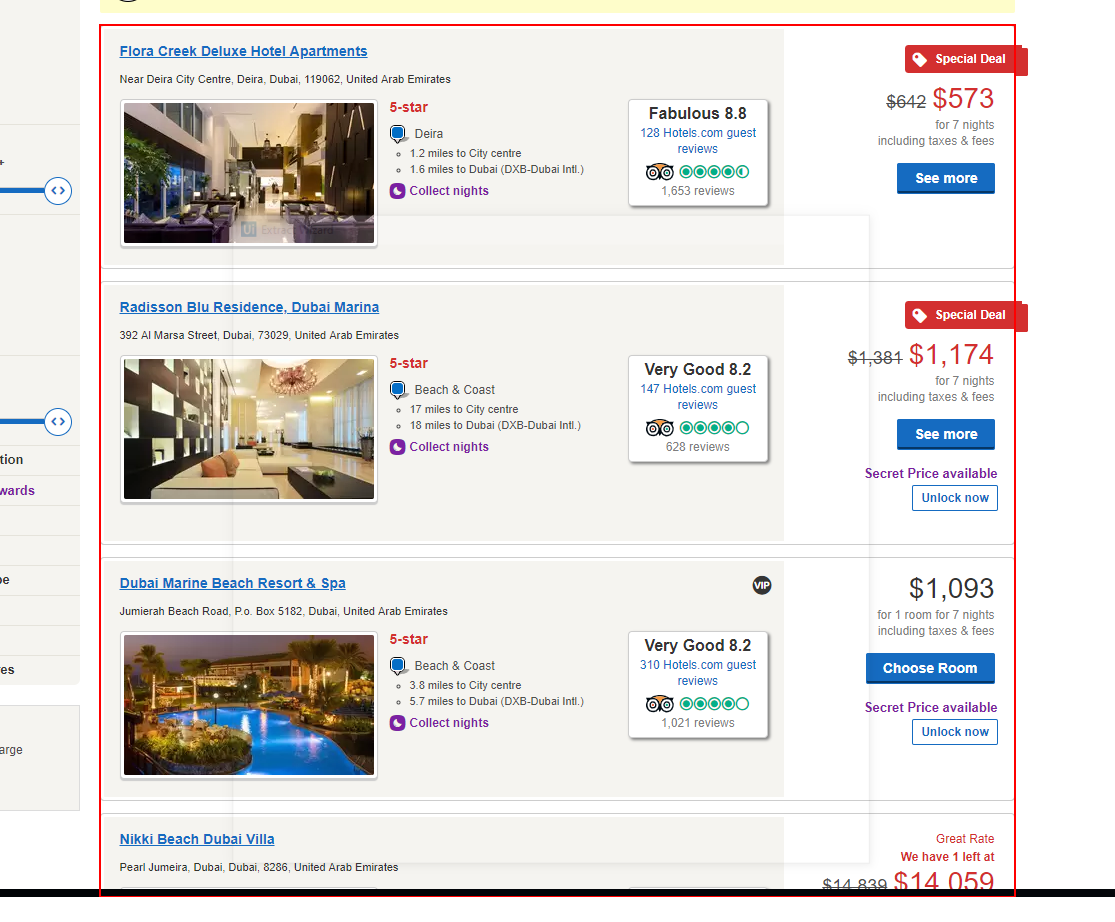 Flora Creek Deluxe Hotel Apartments
Near Deira City Centre, Deira, Dubai, 119062, United Arab Emirates
5-star
Deira
1.2 miles to City centre
1.6 miles to Dubai (DXB-Dubai Intl.)
Collect nights
Fabulous 8.8
128 Hotels.com guest
reviews
1,653 reviews
Special Deal
$642 $573
for 7 nights
including taxes & fees
See more
Radisson Blu Residence, Dubai Marina
392 Al Marsa Street, Dubai, 73029, United Arab Emirates
5-star
Beach & Coast
17 miles to City centre
18 miles to Dubai (DXB-Dubai Intl.)
Collect nights
Very Good 8.2
147 Hotels.com guest
reviews
628 reviews
Special Deal
$1,381 $1,174
for 7 nights
including taxes & fees
See more
Secret Price available
Unlock now
Dubai Marine Beach Resort & Spa
VIP
Jumierah Beach Road, P.o. Box 5182, Dubai, United Arab Emirates
5-star
Beach & Coast
3.8 miles to City centre
5.7 miles to Dubai (DXB-Dubai Intl.)
Collect nights
Very Good 8.2
310 Hotels.com guest
reviews
1,021 reviews
$1,093
for 1 room for 7 nights
including taxes & fees
Choose Room
Secret Price available
Unlock now
Nikki Beach Dubai Villa
Pearl Jumeira, Dubai, Dubai, 8286, United Arab Emirates
Great Rate
We have 1 left at
$14,839 $14,059
+
tion
wards
pe
es
arge
Ui Extract Wizard